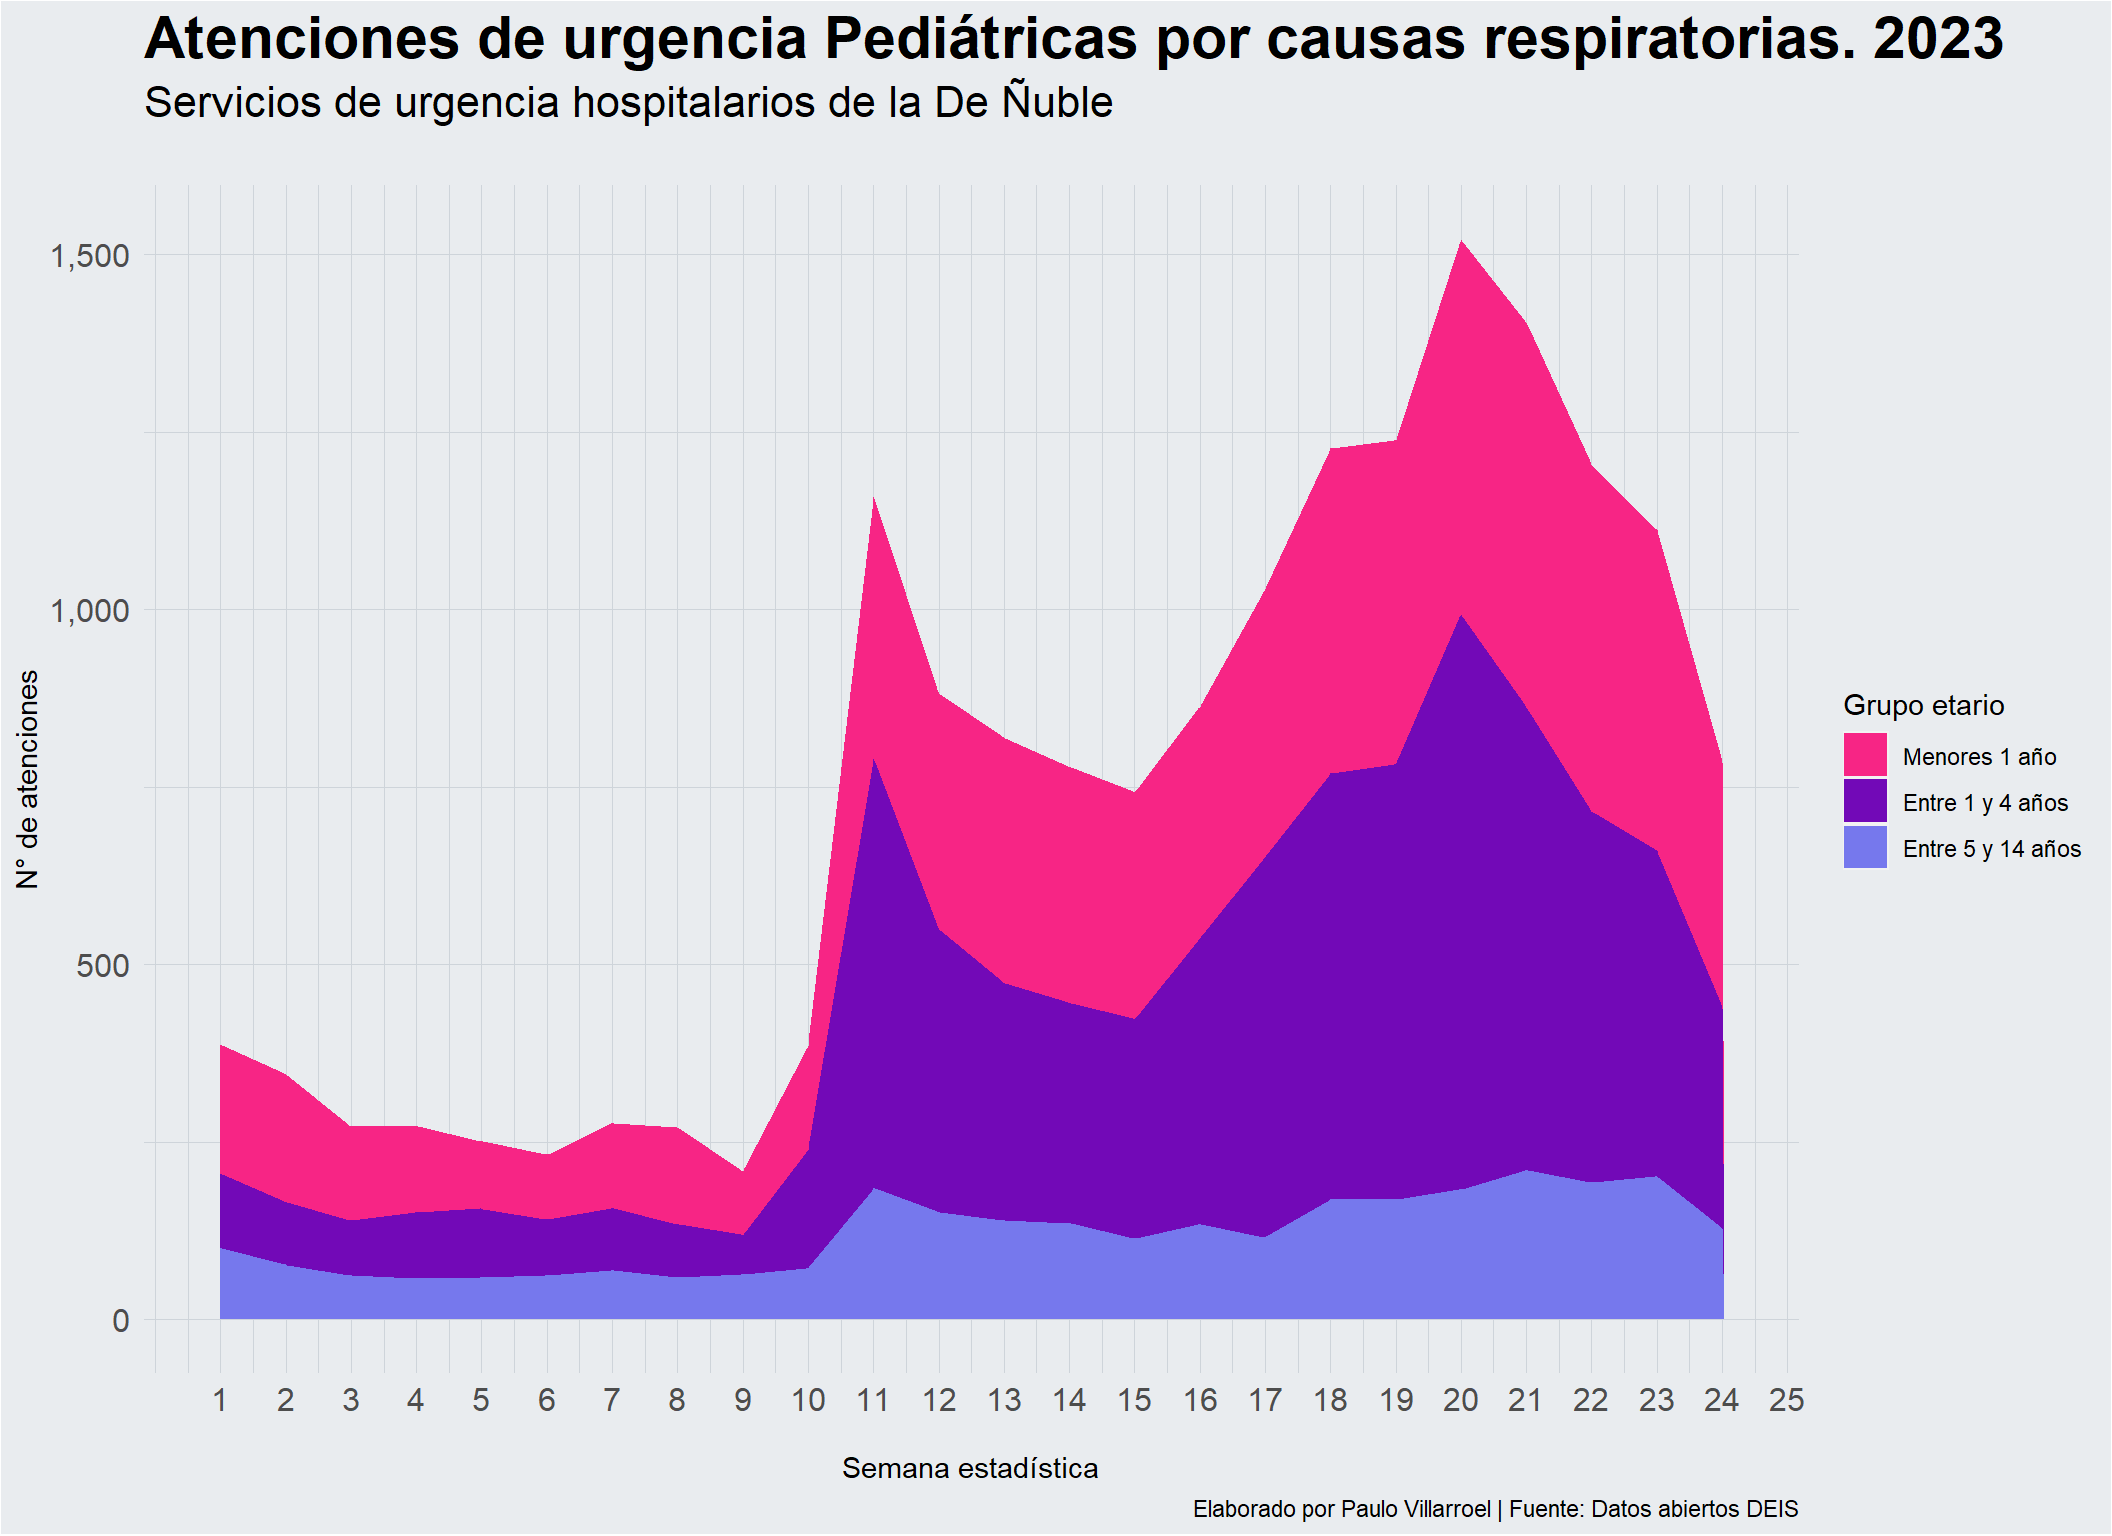 Atenciones de urgencia Pediátricas por causas respiratorias. 2023
Servicios de urgencia hospitalarios de la De Ñuble
1,500
1,000
500
0
N° de atenciones
1 2 3 4 5 6 7 8 9 10 11 12 13 14 15 16 17 18 19 20 21 22 23 24 25
Semana estadística
Grupo etario
Menores 1 año
Entre 1 y 4 años
Entre 5 y 14 años
Elaborado por Paulo Villarroel | Fuente: Datos abiertos DEIS